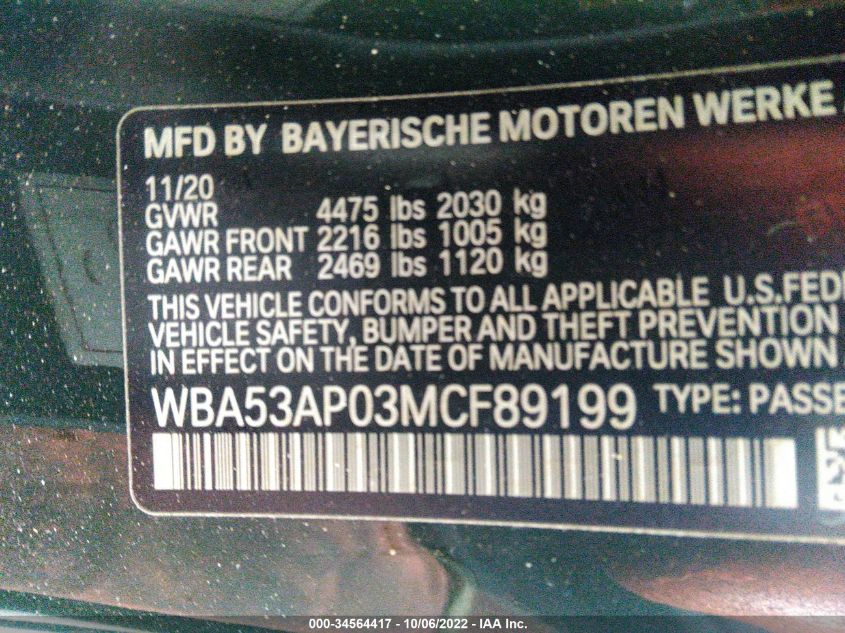 MFD BY BAYERISCHE MOTOREN WERKE
11/20
GVWR 4475 lbs 2030 kg
GAWR FRONT 2216 lbs 1005 kg
GAWR REAR 2469 lbs 1120 kg
THIS VEHICLE CONFORMS TO ALL APPLICABLE U.S.FED
VEHICLE SAFETY, BUMPER AND THEFT PREVENTION
IN EFFECT ON THE DATE OF MANUFACTURE SHOWN
WBA53AP03MCF89199 TYPE: PASSE
000-34564417 - 10/06/2022 - IAA Inc.